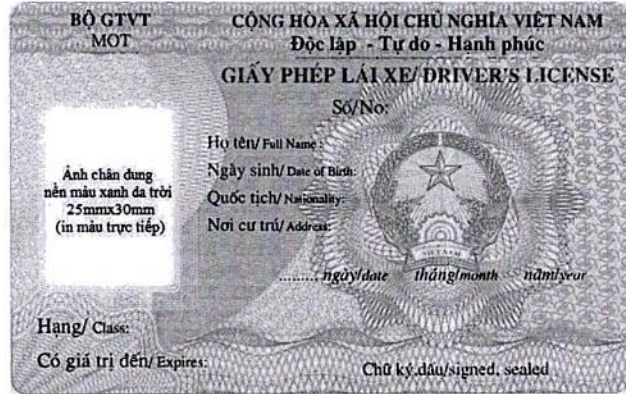 BỘ GTVT
MOT
CỘNG HÒA XÃ HỘI CHỦ NGHĨA VIỆT NAM
Độc lập - Tự do - Hạnh phúc
GIẤY PHÉP LÁI XE/ DRIVER'S LICENSE
Số/No:
Họ tên/ Full Name:
Ngày sinh/ Date of Birth:
Quốc tịch/ Nationality:
Nơi cư trú/ Address:
Ảnh chân dung
nền màu xanh da trời
25mmx30mm
(in màu trực tiếp)
VIỆT NAM
......... ngày/date tháng/month năm/year
Hạng/ Class:
Có giá trị đến/ Expires:
Chữ ký,dấu/signed, sealed